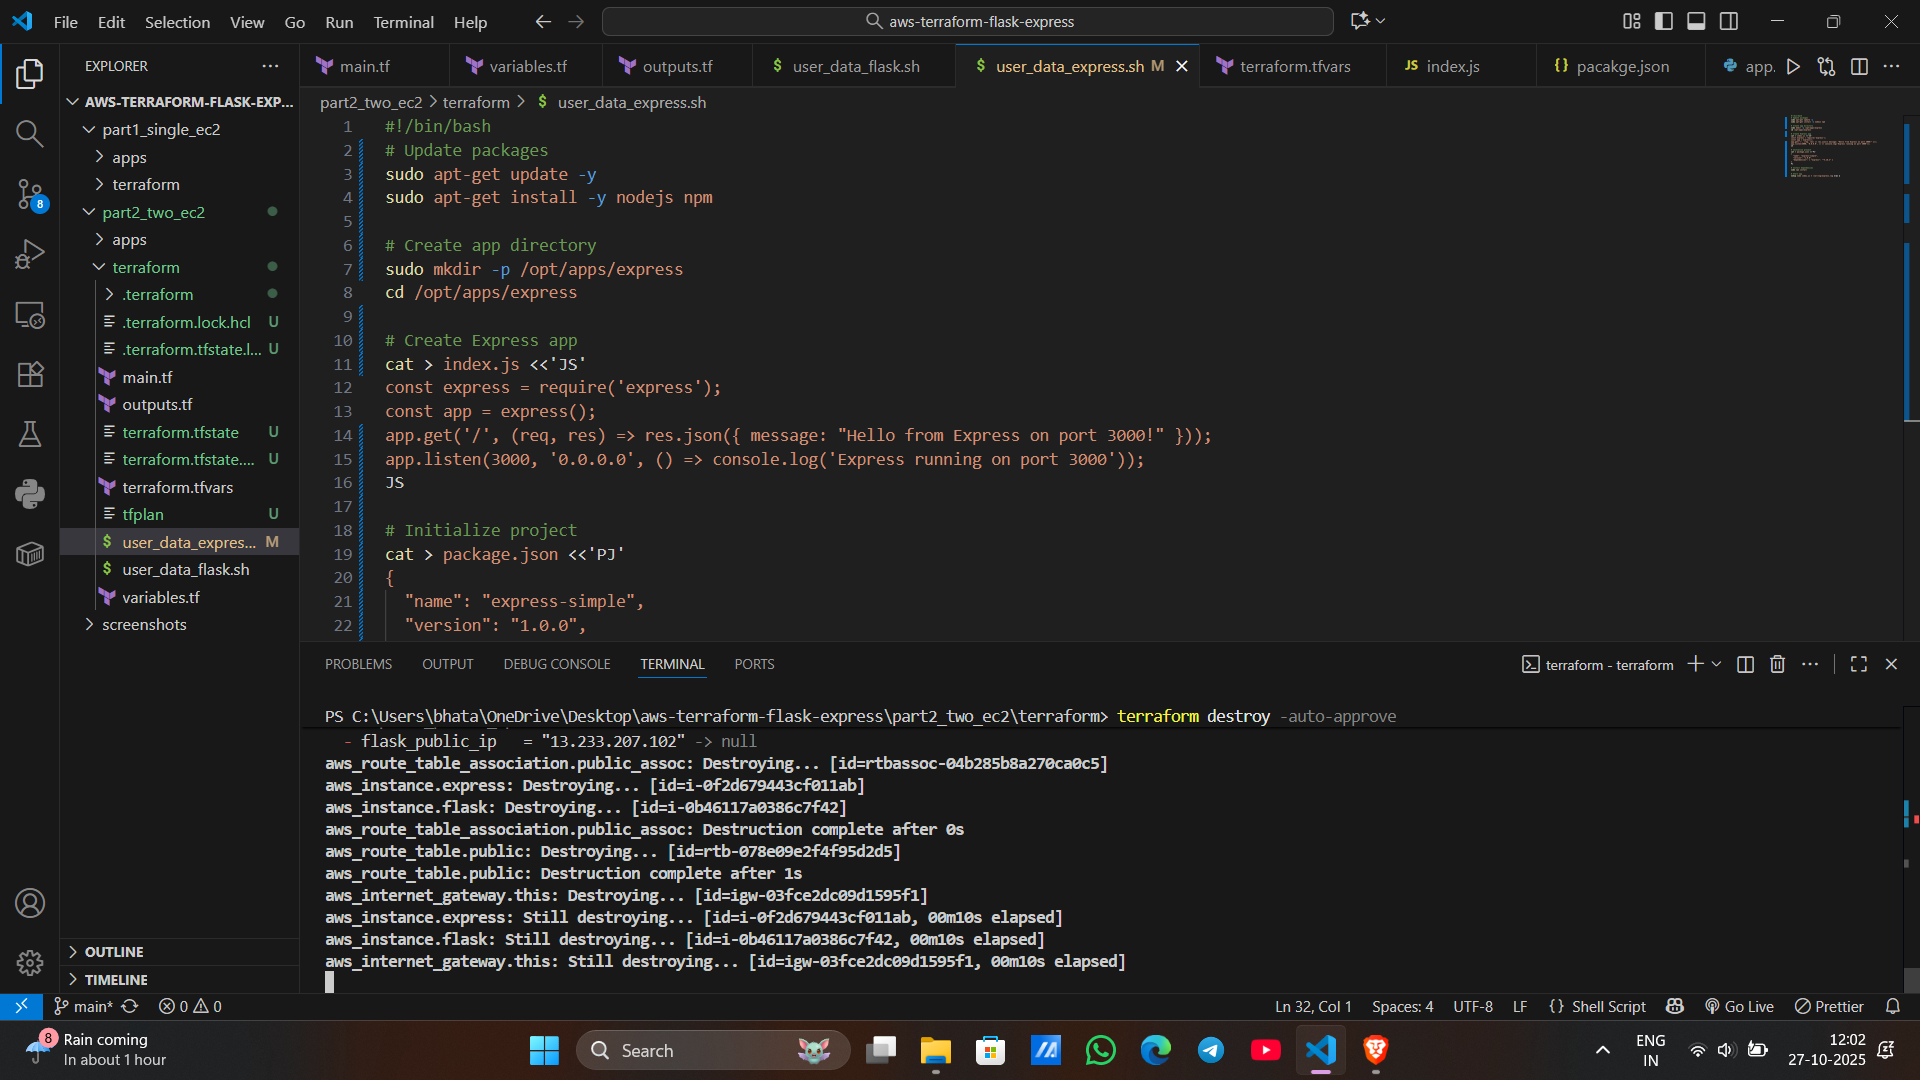 File Edit Selection View Go Run Terminal Help
aws-terraform-flask-express
EXPLORER
AWS-TERRAFORM-FLASK-EXP...
part1_single_ec2
apps
terraform
part2_two_ec2
apps
terraform
.terraform
.terraform.lock.hcl U
.terraform.tfstate.l... U
main.tf
outputs.tf
terraform.tfstate U
terraform.tfstate.... U
terraform.tfvars
tfplan U
user_data_expres... M
user_data_flask.sh
variables.tf
screenshots
OUTLINE
TIMELINE
8
main.tf variables.tf outputs.tf $ user_data_flask.sh $ user_data_express.sh M JS index.js
terraform.tfvars {} pacakge.json app.
part2_two_ec2 > terraform > $ user_data_express.sh
1 #!/bin/bash
2 # Update packages
3 sudo apt-get update -y
4 sudo apt-get install -y nodejs npm
5
6 # Create app directory
7 sudo mkdir -p /opt/apps/express
8 cd /opt/apps/express
9
10 # Create Express app
11 cat > index.js <<'JS'
12 const express = require('express');
13 const app = express();
14 app.get('/', (req, res) => res.json({ message: "Hello from Express on port 3000!" }));
15 app.listen(3000, '0.0.0.0', () => console.log('Express running on port 3000'));
16 JS
17
18 # Initialize project
19 cat > package.json <<'PJ'
20 {
21 "name": "express-simple",
22 "version": "1.0.0",
PROBLEMS OUTPUT DEBUG CONSOLE TERMINAL PORTS
terraform - terraform
PS C:\Users\bhata\OneDrive\Desktop\aws-terraform-flask-express\part2_two_ec2\terraform> terraform destroy -auto-approve
- flask_public_ip = "13.233.207.102" -> null
aws_route_table_association.public_assoc: Destroying... [id=rtbassoc-04b285b8a270ca0c5]
aws_instance.express: Destroying... [id=i-0f2d679443cf011ab]
aws_instance.flask: Destroying... [id=i-0b46117a0386c7f42]
aws_route_table_association.public_assoc: Destruction complete after 0s
aws_route_table.public: Destroying... [id=rtb-078e09e2f4f95d2d5]
aws_route_table.public: Destruction complete after 1s
aws_internet_gateway.this: Destroying... [id=igw-03fce2dc09d1595f1]
aws_instance.express: Still destroying... [id=i-0f2d679443cf011ab, 00m10s elapsed]
aws_instance.flask: Still destroying... [id=i-0b46117a0386c7f42, 00m10s elapsed]
aws_internet_gateway.this: Still destroying... [id=igw-03fce2dc09d1595f1, 00m10s elapsed]
main* 0 0 Ln 32, Col 1 Spaces: 4 UTF-8 LF {} Shell Script Go Live Prettier
8 Rain coming
In about 1 hour
Search
ENG
IN
12:02
27-10-2025